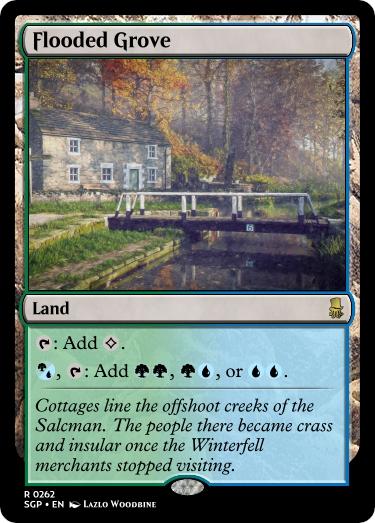 Flooded Grove
Land
: Add .
, : Add , , or .
Cottages line the offshoot creeks of the
Salcman. The people there became crass
and insular once the Winterfell
merchants stopped visiting.
R 0262
SGP • EN Lazlo Woodbine